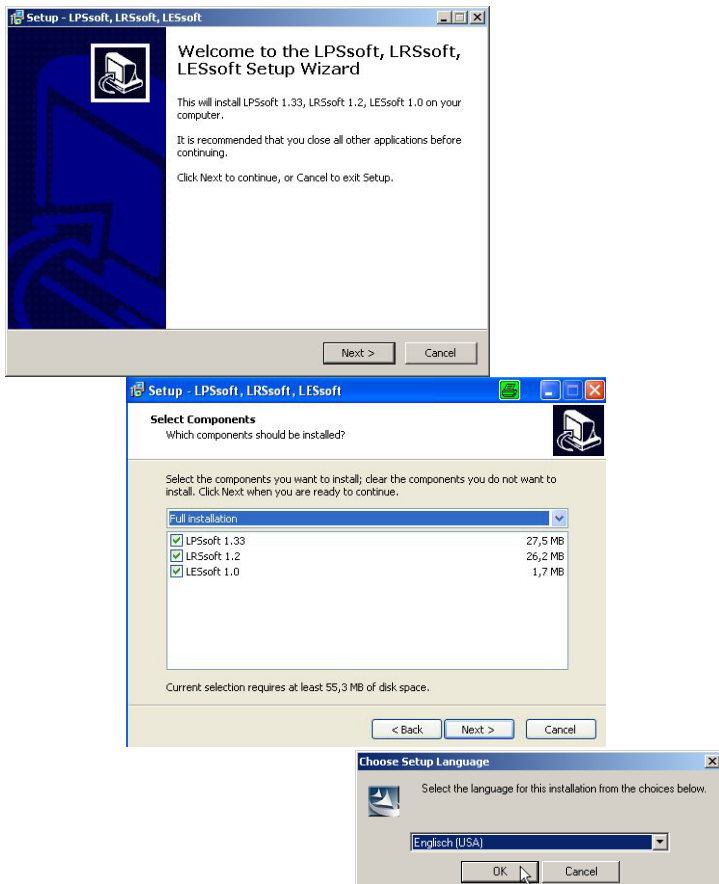 Setup - LPSsoft, LRSsoft, LESsoft
Welcome to the LPSsoft, LRSsoft,
LESsoft Setup Wizard
This will install LPSsoft 1.33, LRSsoft 1.2, LESsoft 1.0 on your
computer.
It is recommended that you close all other applications before
continuing.
Click Next to continue, or Cancel to exit Setup.
Next >
Cancel
Setup - LPSsoft, LRSsoft, LESsoft
Select Components
Which components should be installed?
Select the components you want to install; clear the components you do not want to
install. Click Next when you are ready to continue.
Full installation
LPSsoft 1.33 27,5 MB
LRSsoft 1.2 26,2 MB
LESsoft 1.0 1,7 MB
Current selection requires at least 55,3 MB of disk space.
< Back
Next >
Cancel
Choose Setup Language
Select the language for this installation from the choices below.
Englisch (USA)
OK
Cancel